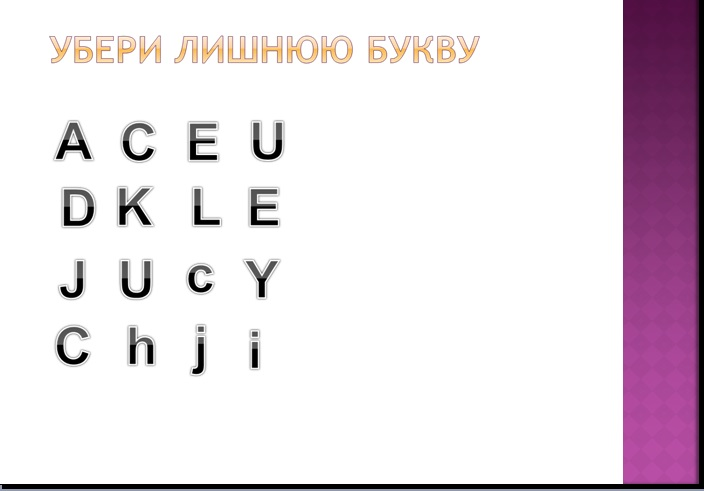 УБЕРИ ЛИШНЮЮ БУКВУ
A C E U
D K L E
J U c Y
C h j i